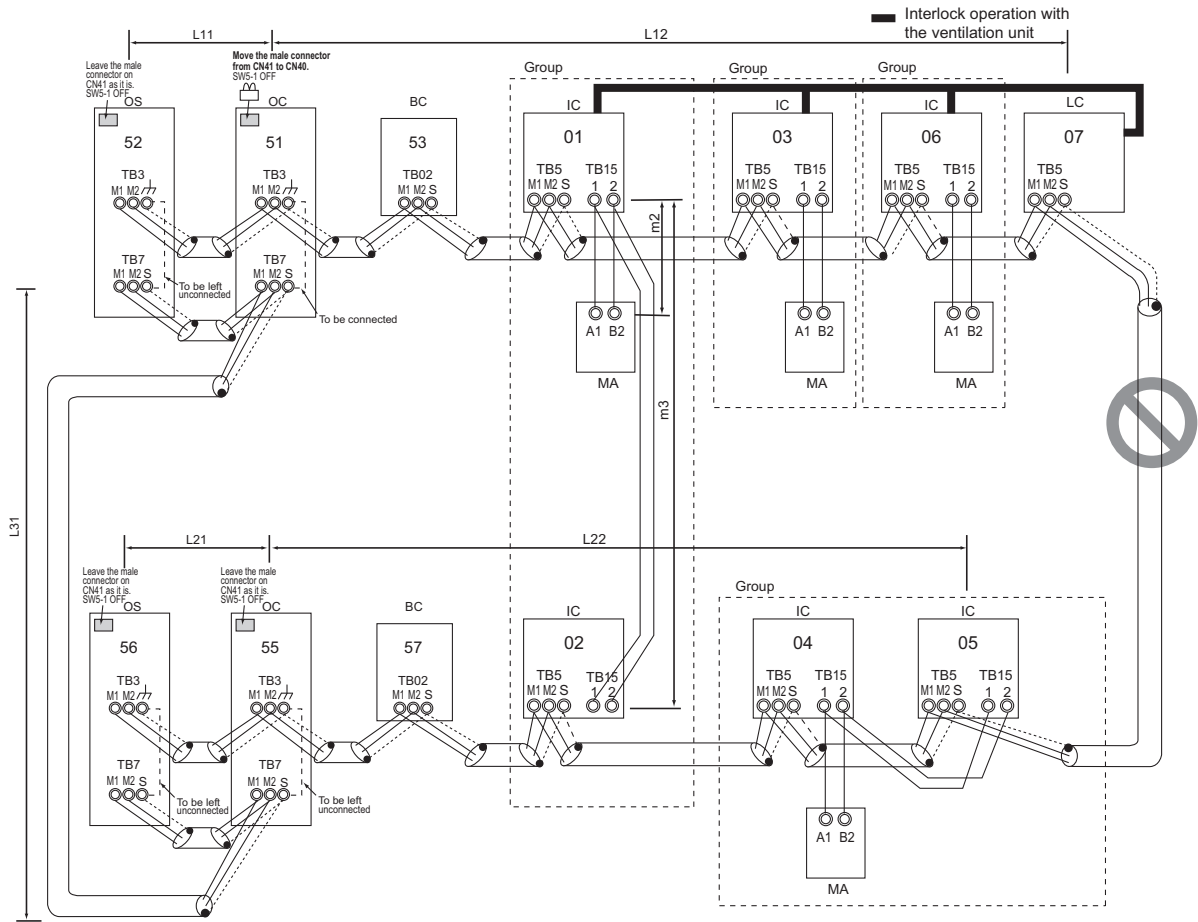 Interlock operation with
the ventilation unit
L11
L12
Leave the male
connector on
CN41 as it is.
SW5-1 OFF
Move the male connector
from CN41 to CN40.
SW5-1 OFF
Group
Group
Group
OS
OC
BC
IC
IC
IC
LC
52
51
53
01
03
06
07
TB3
TB3
TB02
TB5 TB15
TB5 TB15
TB5 TB15
TB5
M1 M2
M1 M2
M1 M2 S
M1 M2 S 1 2
M1 M2 S 1 2
M1 M2 S 1 2
M1 M2 S
m2
TB7
TB7
M1 M2 S
M1 M2 S
To be left
unconnected
To be connected
A1 B2
A1 B2
A1 B2
MA
MA
MA
m3
L31
L21
L22
Leave the male
connector on
CN41 as it is.
SW5-1 OFF
Leave the male
connector on
CN41 as it is.
SW5-1 OFF
Group
OS
OC
BC
IC
IC
IC
56
55
57
02
04
05
TB3
TB3
TB02
TB5 TB15
TB5 TB15
TB5 TB15
M1 M2
M1 M2
M1 M2 S
M1 M2 S 1 2
M1 M2 S 1 2
M1 M2 S 1 2
TB7
TB7
M1 M2 S
M1 M2 S
To be left
unconnected
To be left
unconnected
A1 B2
MA